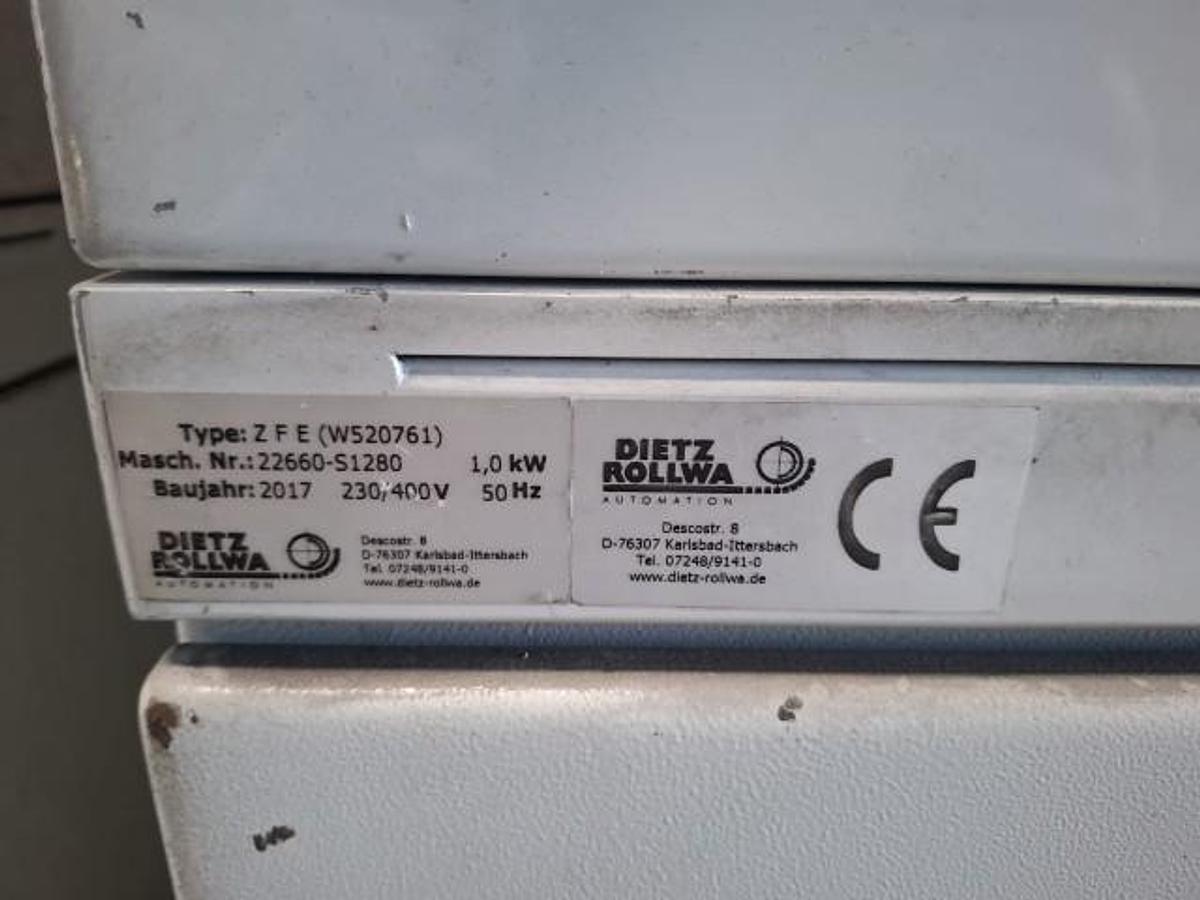 Type: Z F E (W520761)
Masch. Nr.: 22660-S1280 1,0 kW
Baujahr: 2017 230/400V 50 Hz
DIETZ
ROLLWA
AUTOMATION
Descostr. 8
D-76307 Karlsbad-Ittersbach
Tel. 07248/9141-0
www.dietz-rollwa.de
DIETZ
ROLLWA
AUTOMATION
Descostr. 8
D-76307 Karlsbad-Ittersbach
Tel. 07248/9141-0
www.dietz-rollwa.de
CE